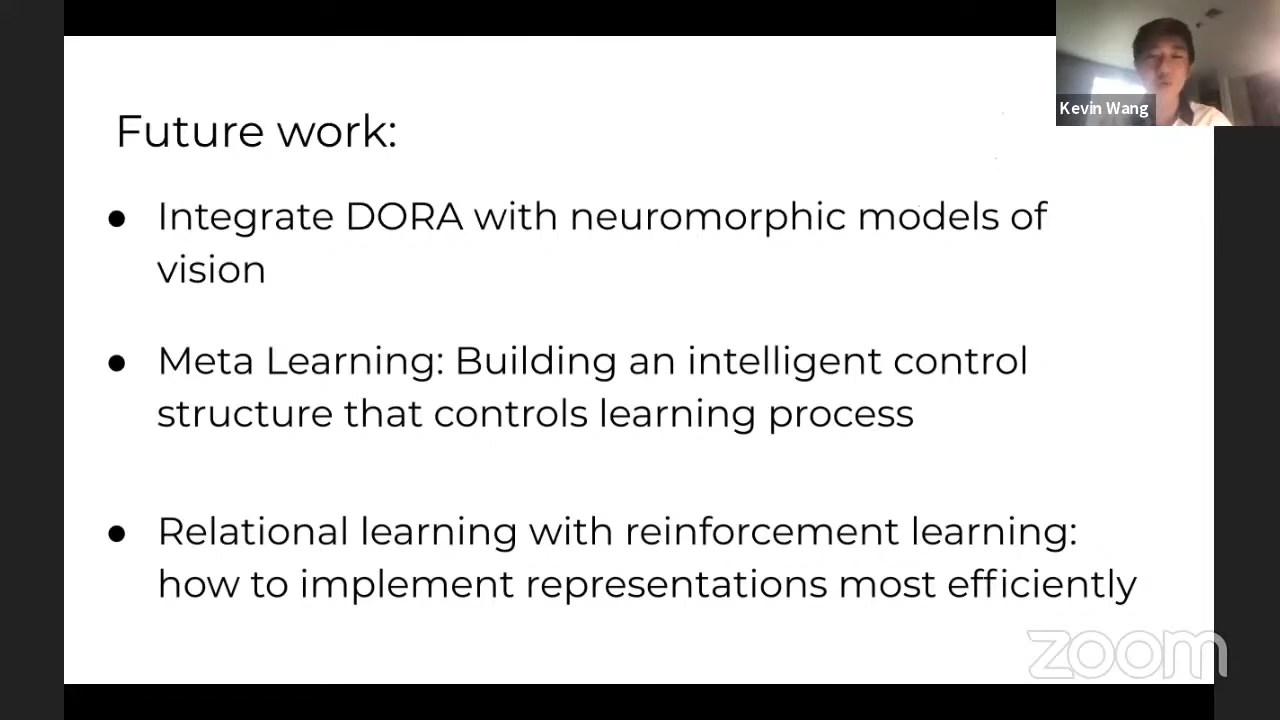 Kevin Wang
Future work:
● Integrate DORA with neuromorphic models of
vision
● Meta Learning: Building an intelligent control
structure that controls learning process
● Relational learning with reinforcement learning:
how to implement representations most efficiently
zoom